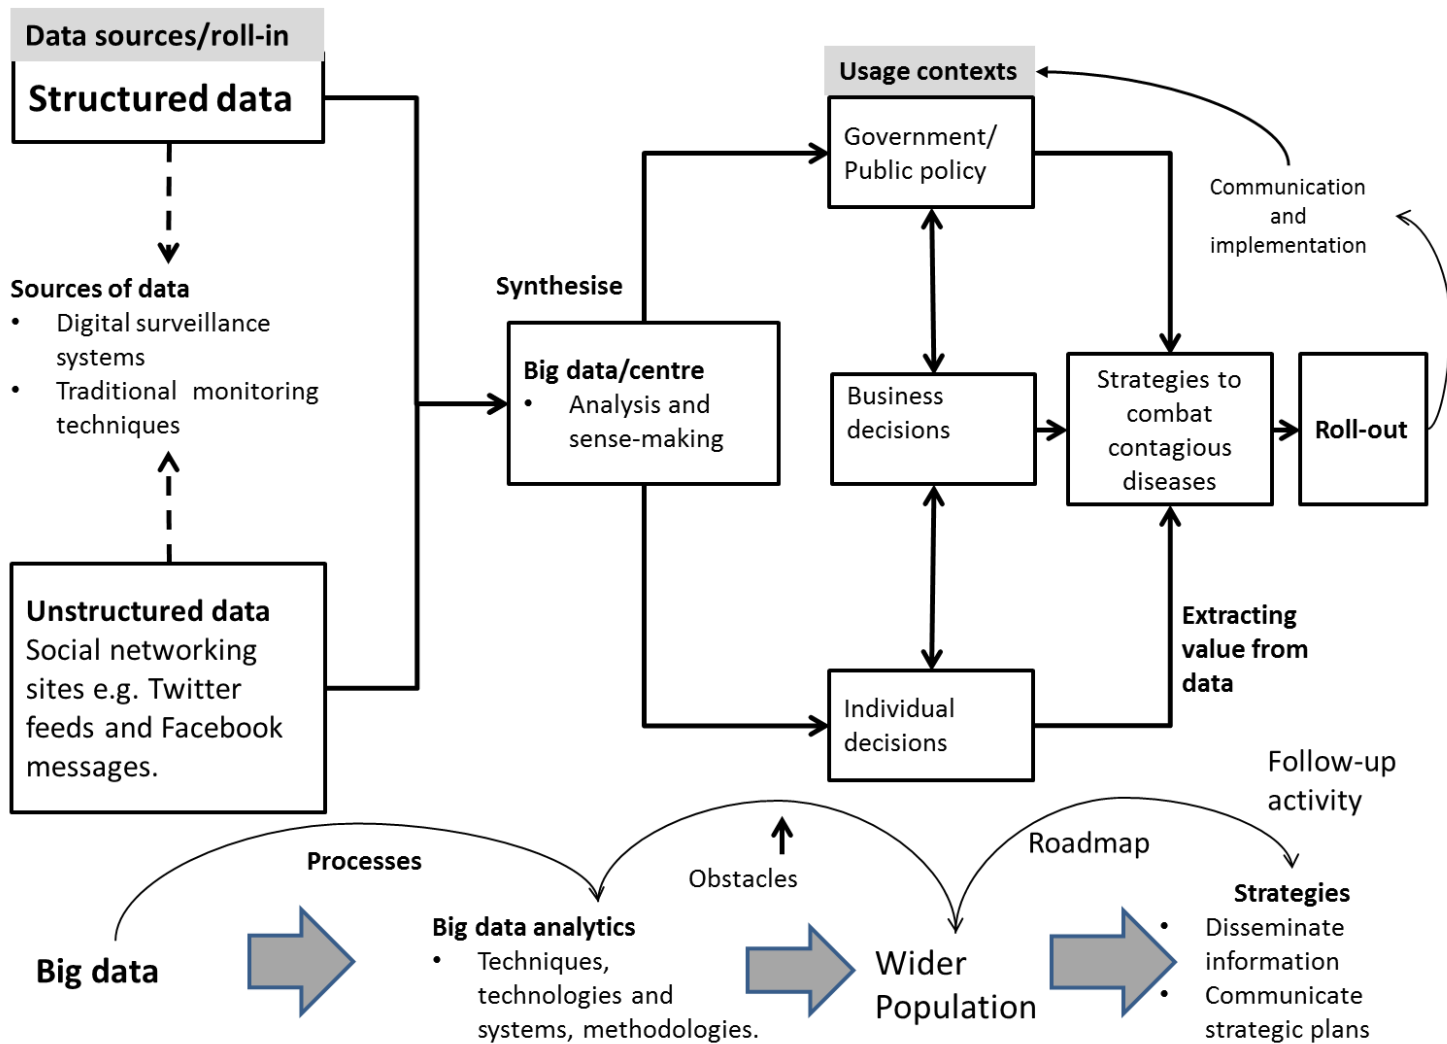 Data sources/roll-in
Structured data
Sources of data
• Digital surveillance
systems
• Traditional monitoring
techniques
Unstructured data
Social networking
sites e.g. Twitter
feeds and Facebook
messages.
Synthesise
Big data/centre
• Analysis and
sense-making
Usage contexts
Government/
Public policy
Business
decisions
Individual
decisions
Communication
and
implementation
Strategies to
combat
contagious
diseases
Roll-out
Extracting
value from
data
Follow-up
activity
Processes
Obstacles
Roadmap
Big data
Big data analytics
• Techniques,
technologies and
systems, methodologies.
Wider
Population
Strategies
• Disseminate
information
• Communicate
strategic plans